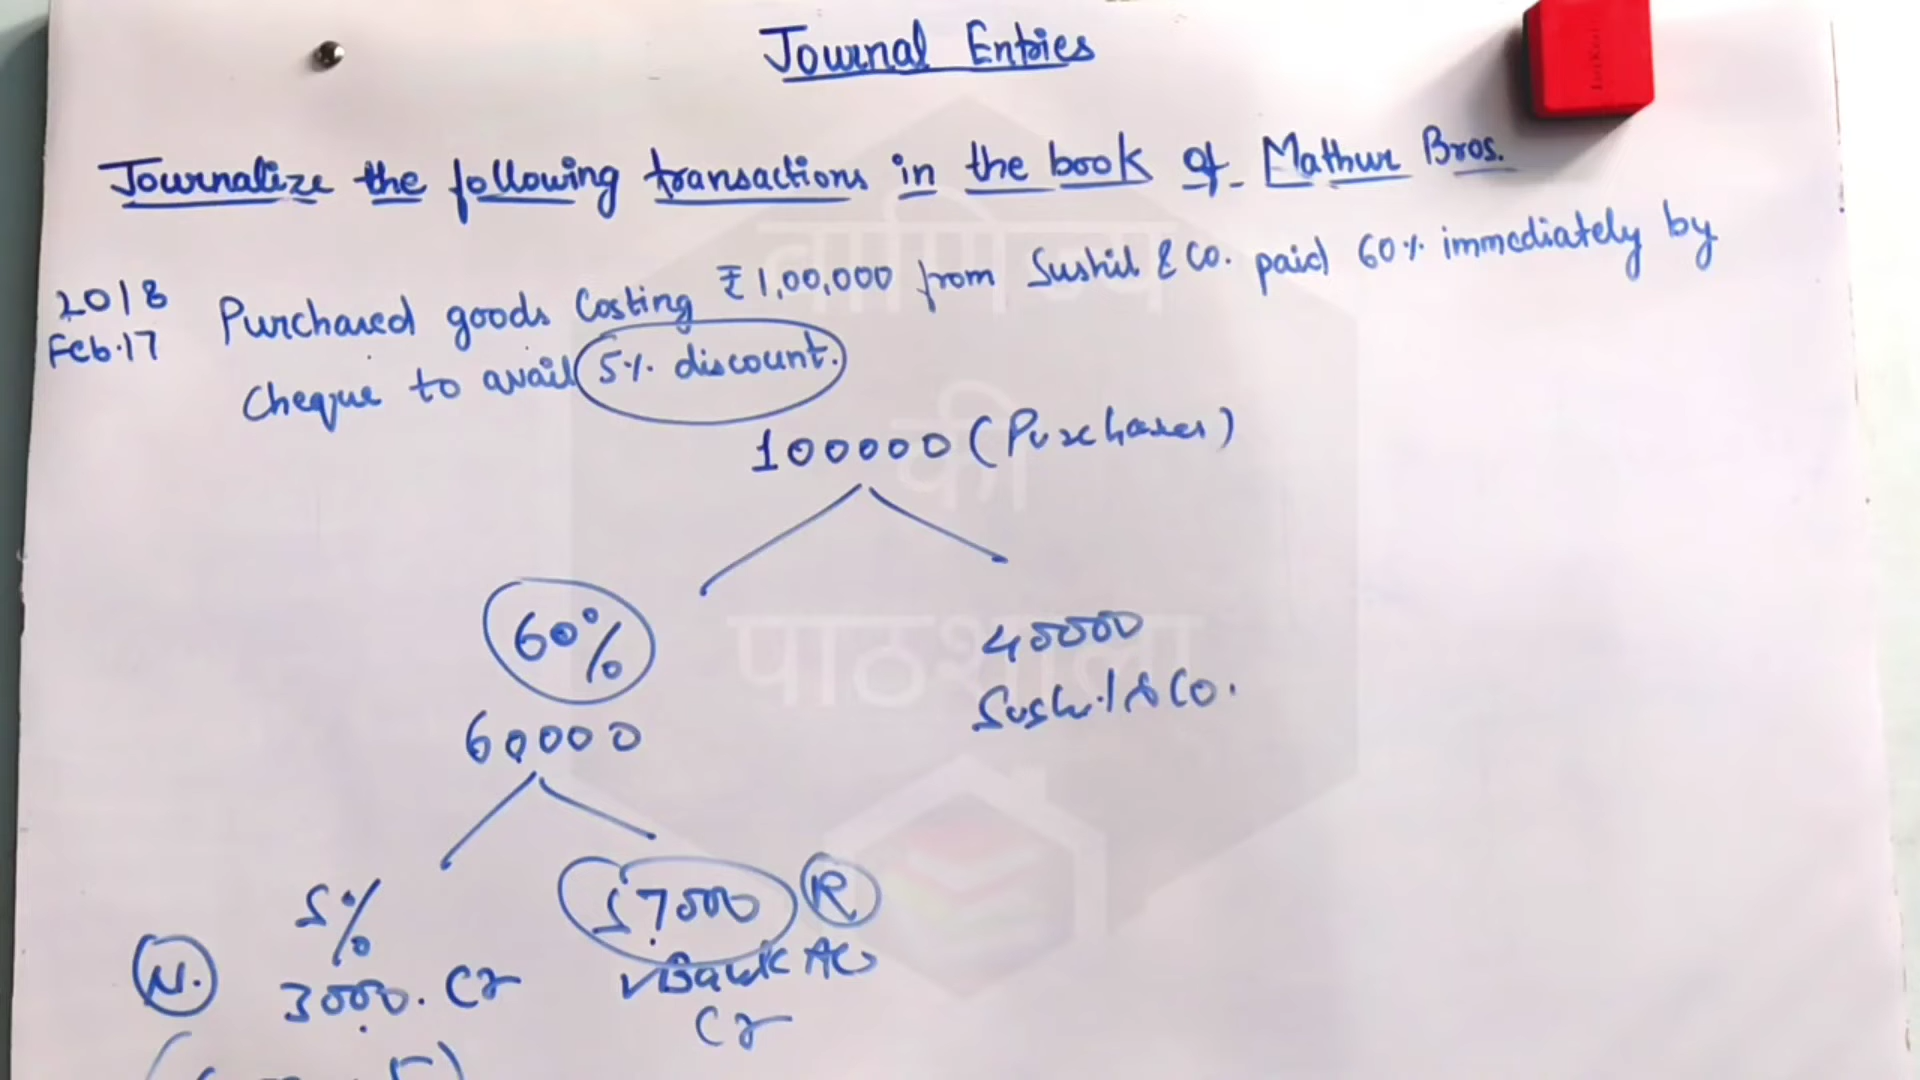 Journal Entries
Journalize the following transactions in the book of Mathur Bros.
2018
Feb.17
Purchased goods Costing ₹1,00,000 from Sushil & Co. paid 60% immediately by
Cheque to avail 5% discount.
100000 (Purchases)
60%
40000
Sushil & Co.
60000
5%
57000 R
N. 3000. Cr
Bank Ac
Cr
वाणिज्य
की
पाठशाला